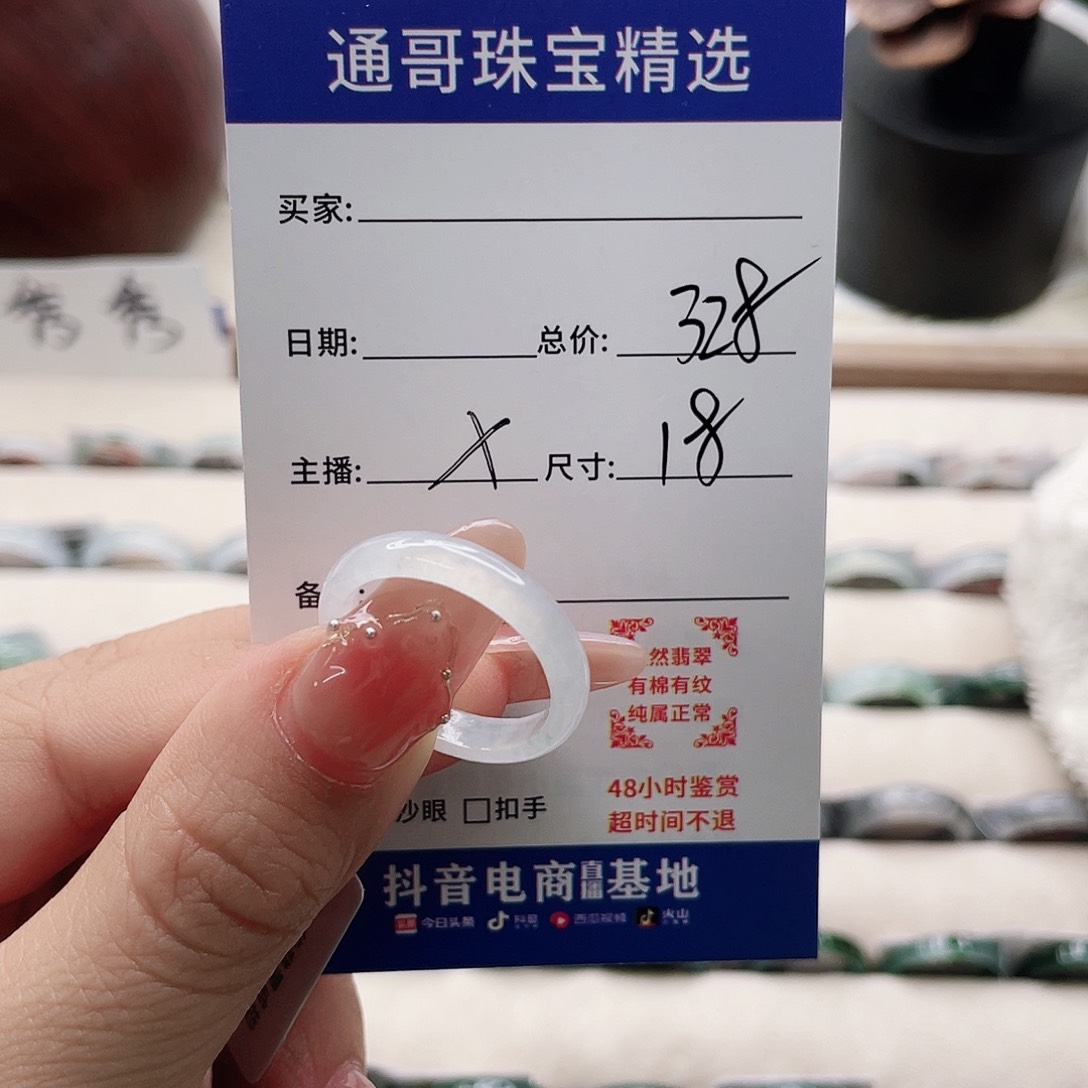 通哥珠宝精选
买家:
日期: 总价: 328
主播: X 尺寸: 18
备 :
然翡翠
有棉有纹
纯属正常
沙眼 □扣手
48小时鉴赏
超时间不退
抖音电商直播基地
今日头条 抖音 西瓜视频 火山